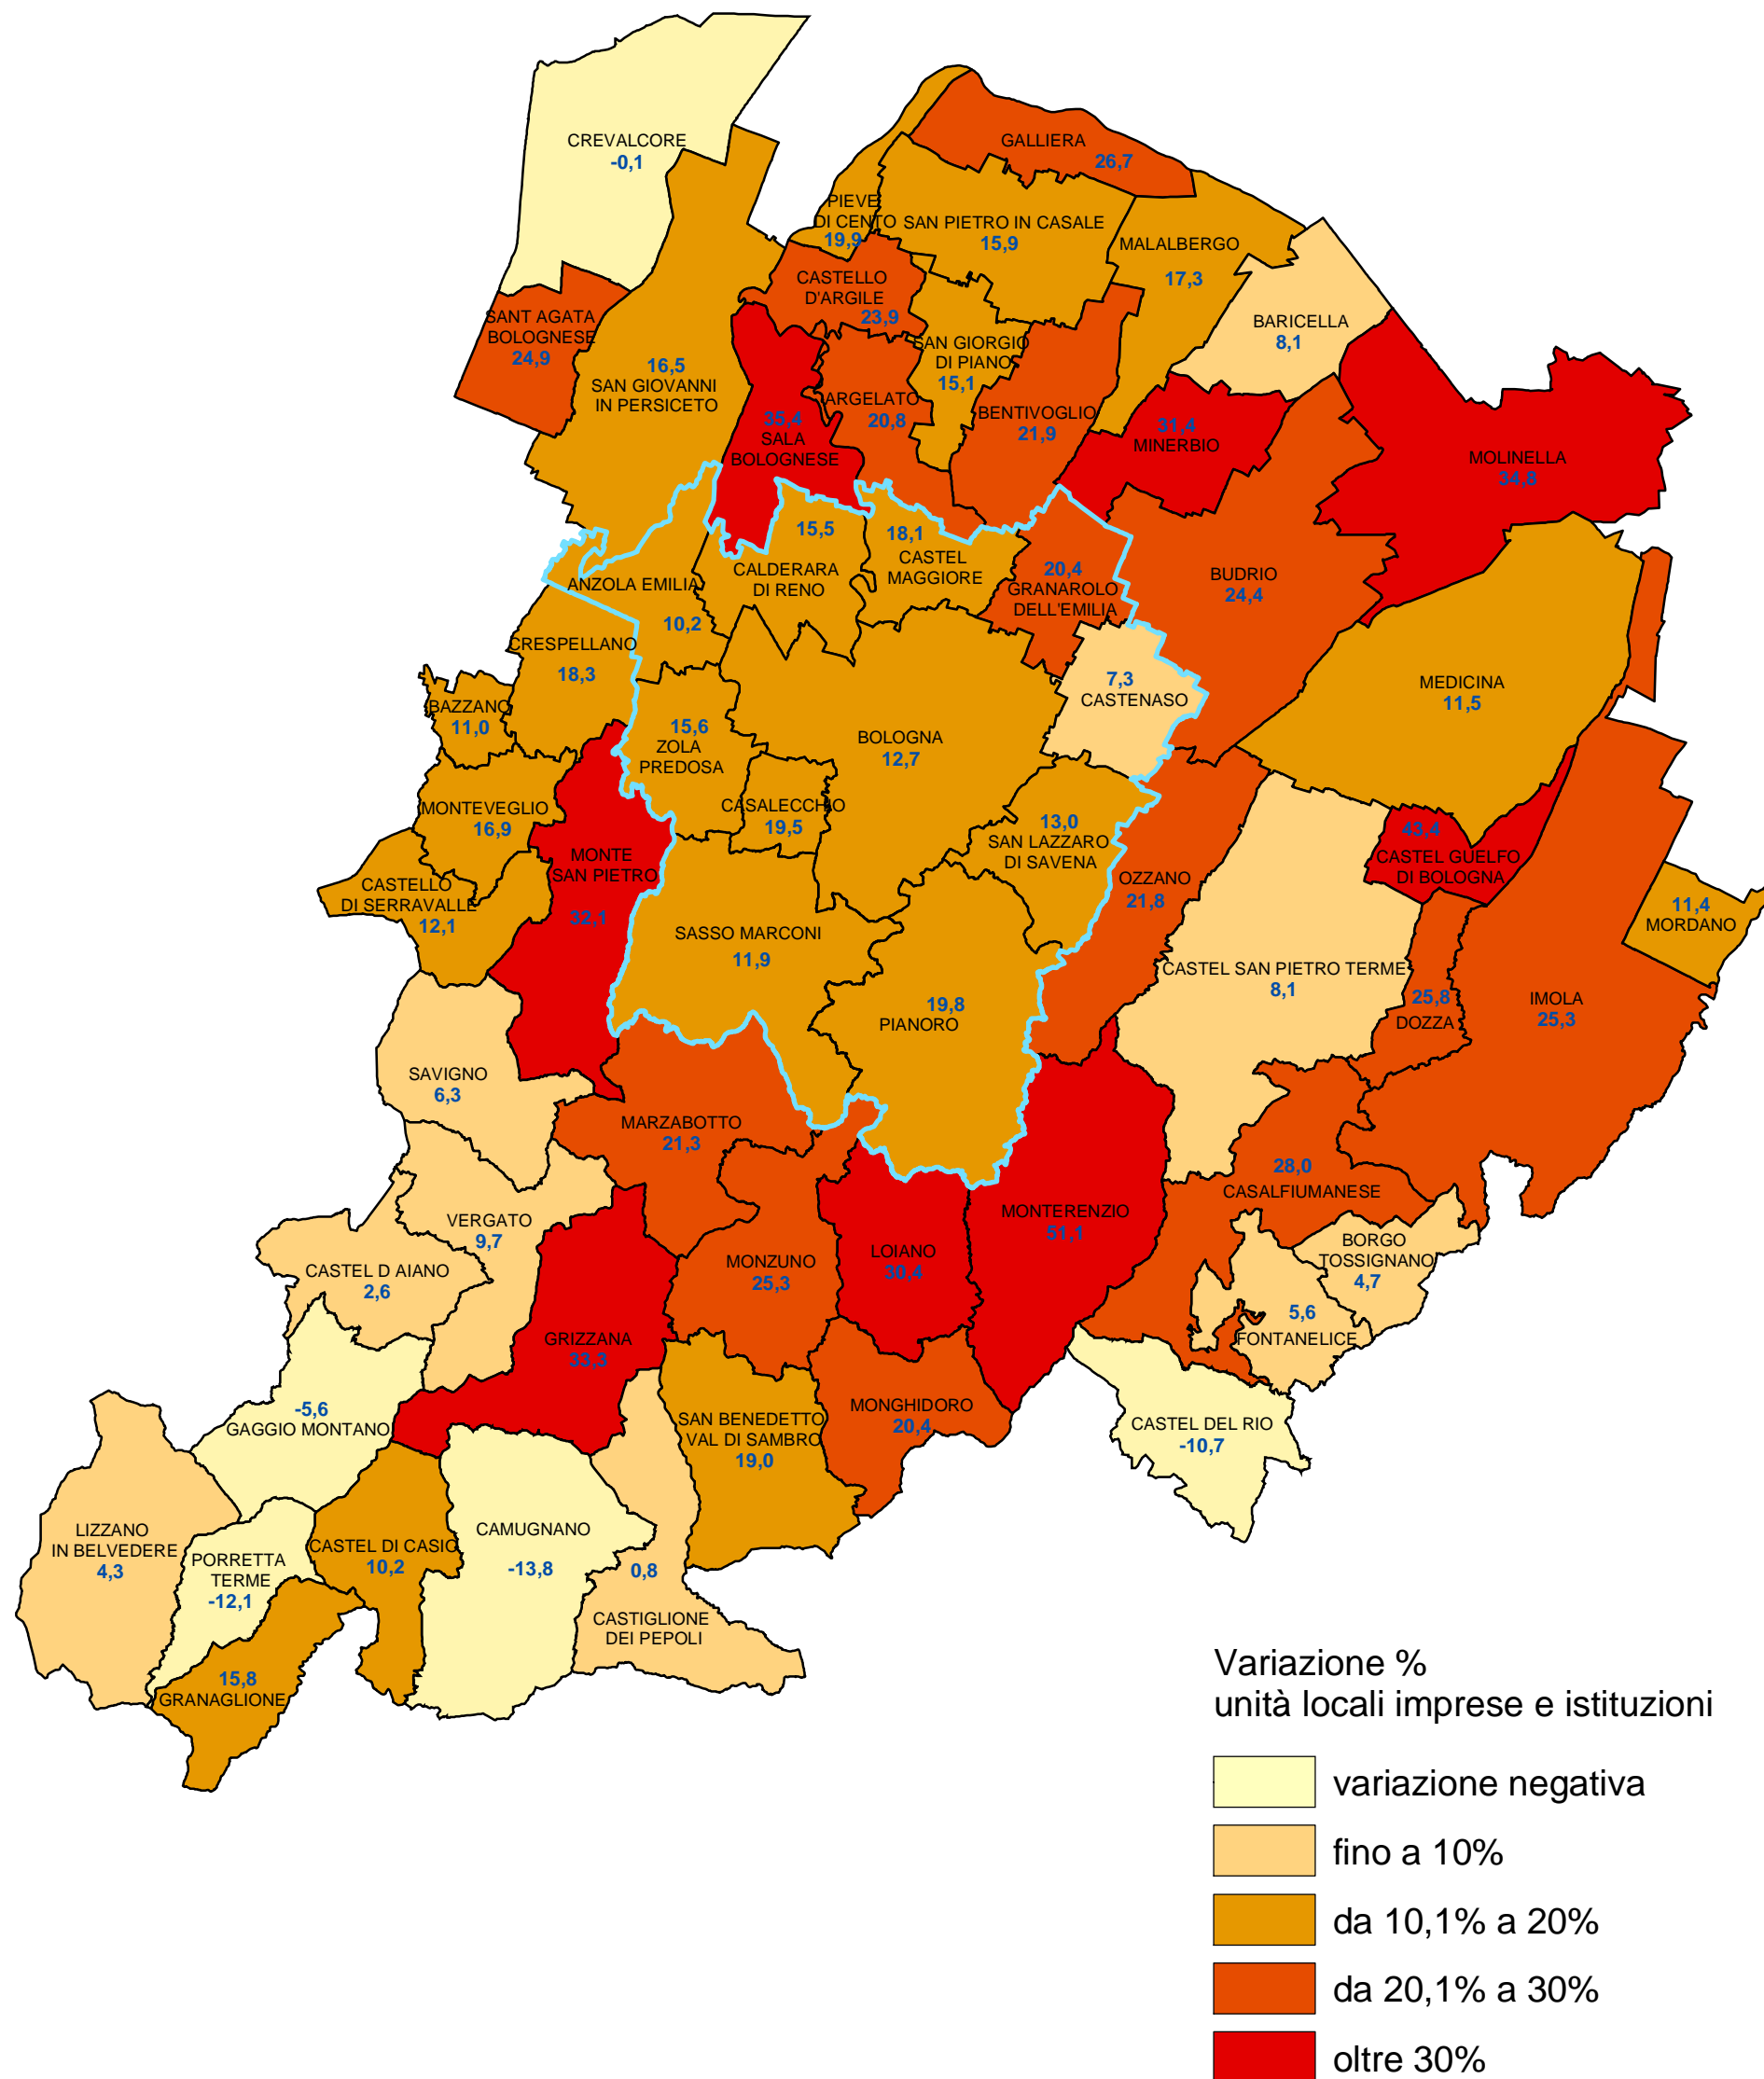 CREVALCORE
-0,1
GALLIERA
26,7
PIEVE
DI CENTO
19,9
SAN PIETRO IN CASALE
15,9
MALALBERGO
17,3
CASTELLO
D'ARGILE
23,9
BARICELLA
8,1
SANT AGATA
BOLOGNESE
24,9
16,5
SAN GIOVANNI
IN PERSICETO
SAN GIORGIO
DI PIANO
15,1
ARGELATO
20,8
BENTIVOGLIO
21,9
35,4
SALA
BOLOGNESE
31,4
MINERBIO
MOLINELLA
34,8
15,5
CALDERARA
DI RENO
18,1
CASTEL
MAGGIORE
20,4
GRANAROLO
DELL'EMILIA
BUDRIO
24,4
ANZOLA EMILIA
10,2
CRESPELLANO
18,3
7,3
CASTENASO
MEDICINA
11,5
BAZZANO
11,0
15,6
ZOLA
PREDOSA
BOLOGNA
12,7
MONTEVEGLIO
16,9
CASALECCHIO
19,5
13,0
SAN LAZZARO
DI SAVENA
43,4
CASTEL GUELFO
DI BOLOGNA
MONTE
SAN PIETRO
32,1
CASTELLO
DI SERRAVALLE
12,1
OZZANO
21,8
11,4
MORDANO
SASSO MARCONI
11,9
CASTEL SAN PIETRO TERME
8,1
19,8
PIANORO
25,8
DOZZA
IMOLA
25,3
SAVIGNO
6,3
MARZABOTTO
21,3
28,0
CASALFIUMANESE
VERGATO
9,7
MONTERENZIO
51,1
BORGO
TOSSIGNANO
4,7
CASTEL D AIANO
2,6
MONZUNO
25,3
LOIANO
30,4
5,6
FONTANELICE
GRIZZANA
33,3
-5,6
GAGGIO MONTANO
SAN BENEDETTO
VAL DI SAMBRO
19,0
MONGHIDORO
20,4
CASTEL DEL RIO
-10,7
LIZZANO
IN BELVEDERE
4,3
PORRETTA
TERME
-12,1
CASTEL DI CASIO
10,2
CAMUGNANO
-13,8
0,8
CASTIGLIONE
DEI PEPOLI
15,8
GRANAGLIONE
Variazione %
unità locali imprese e istituzioni
variazione negativa
fino a 10%
da 10,1% a 20%
da 20,1% a 30%
oltre 30%